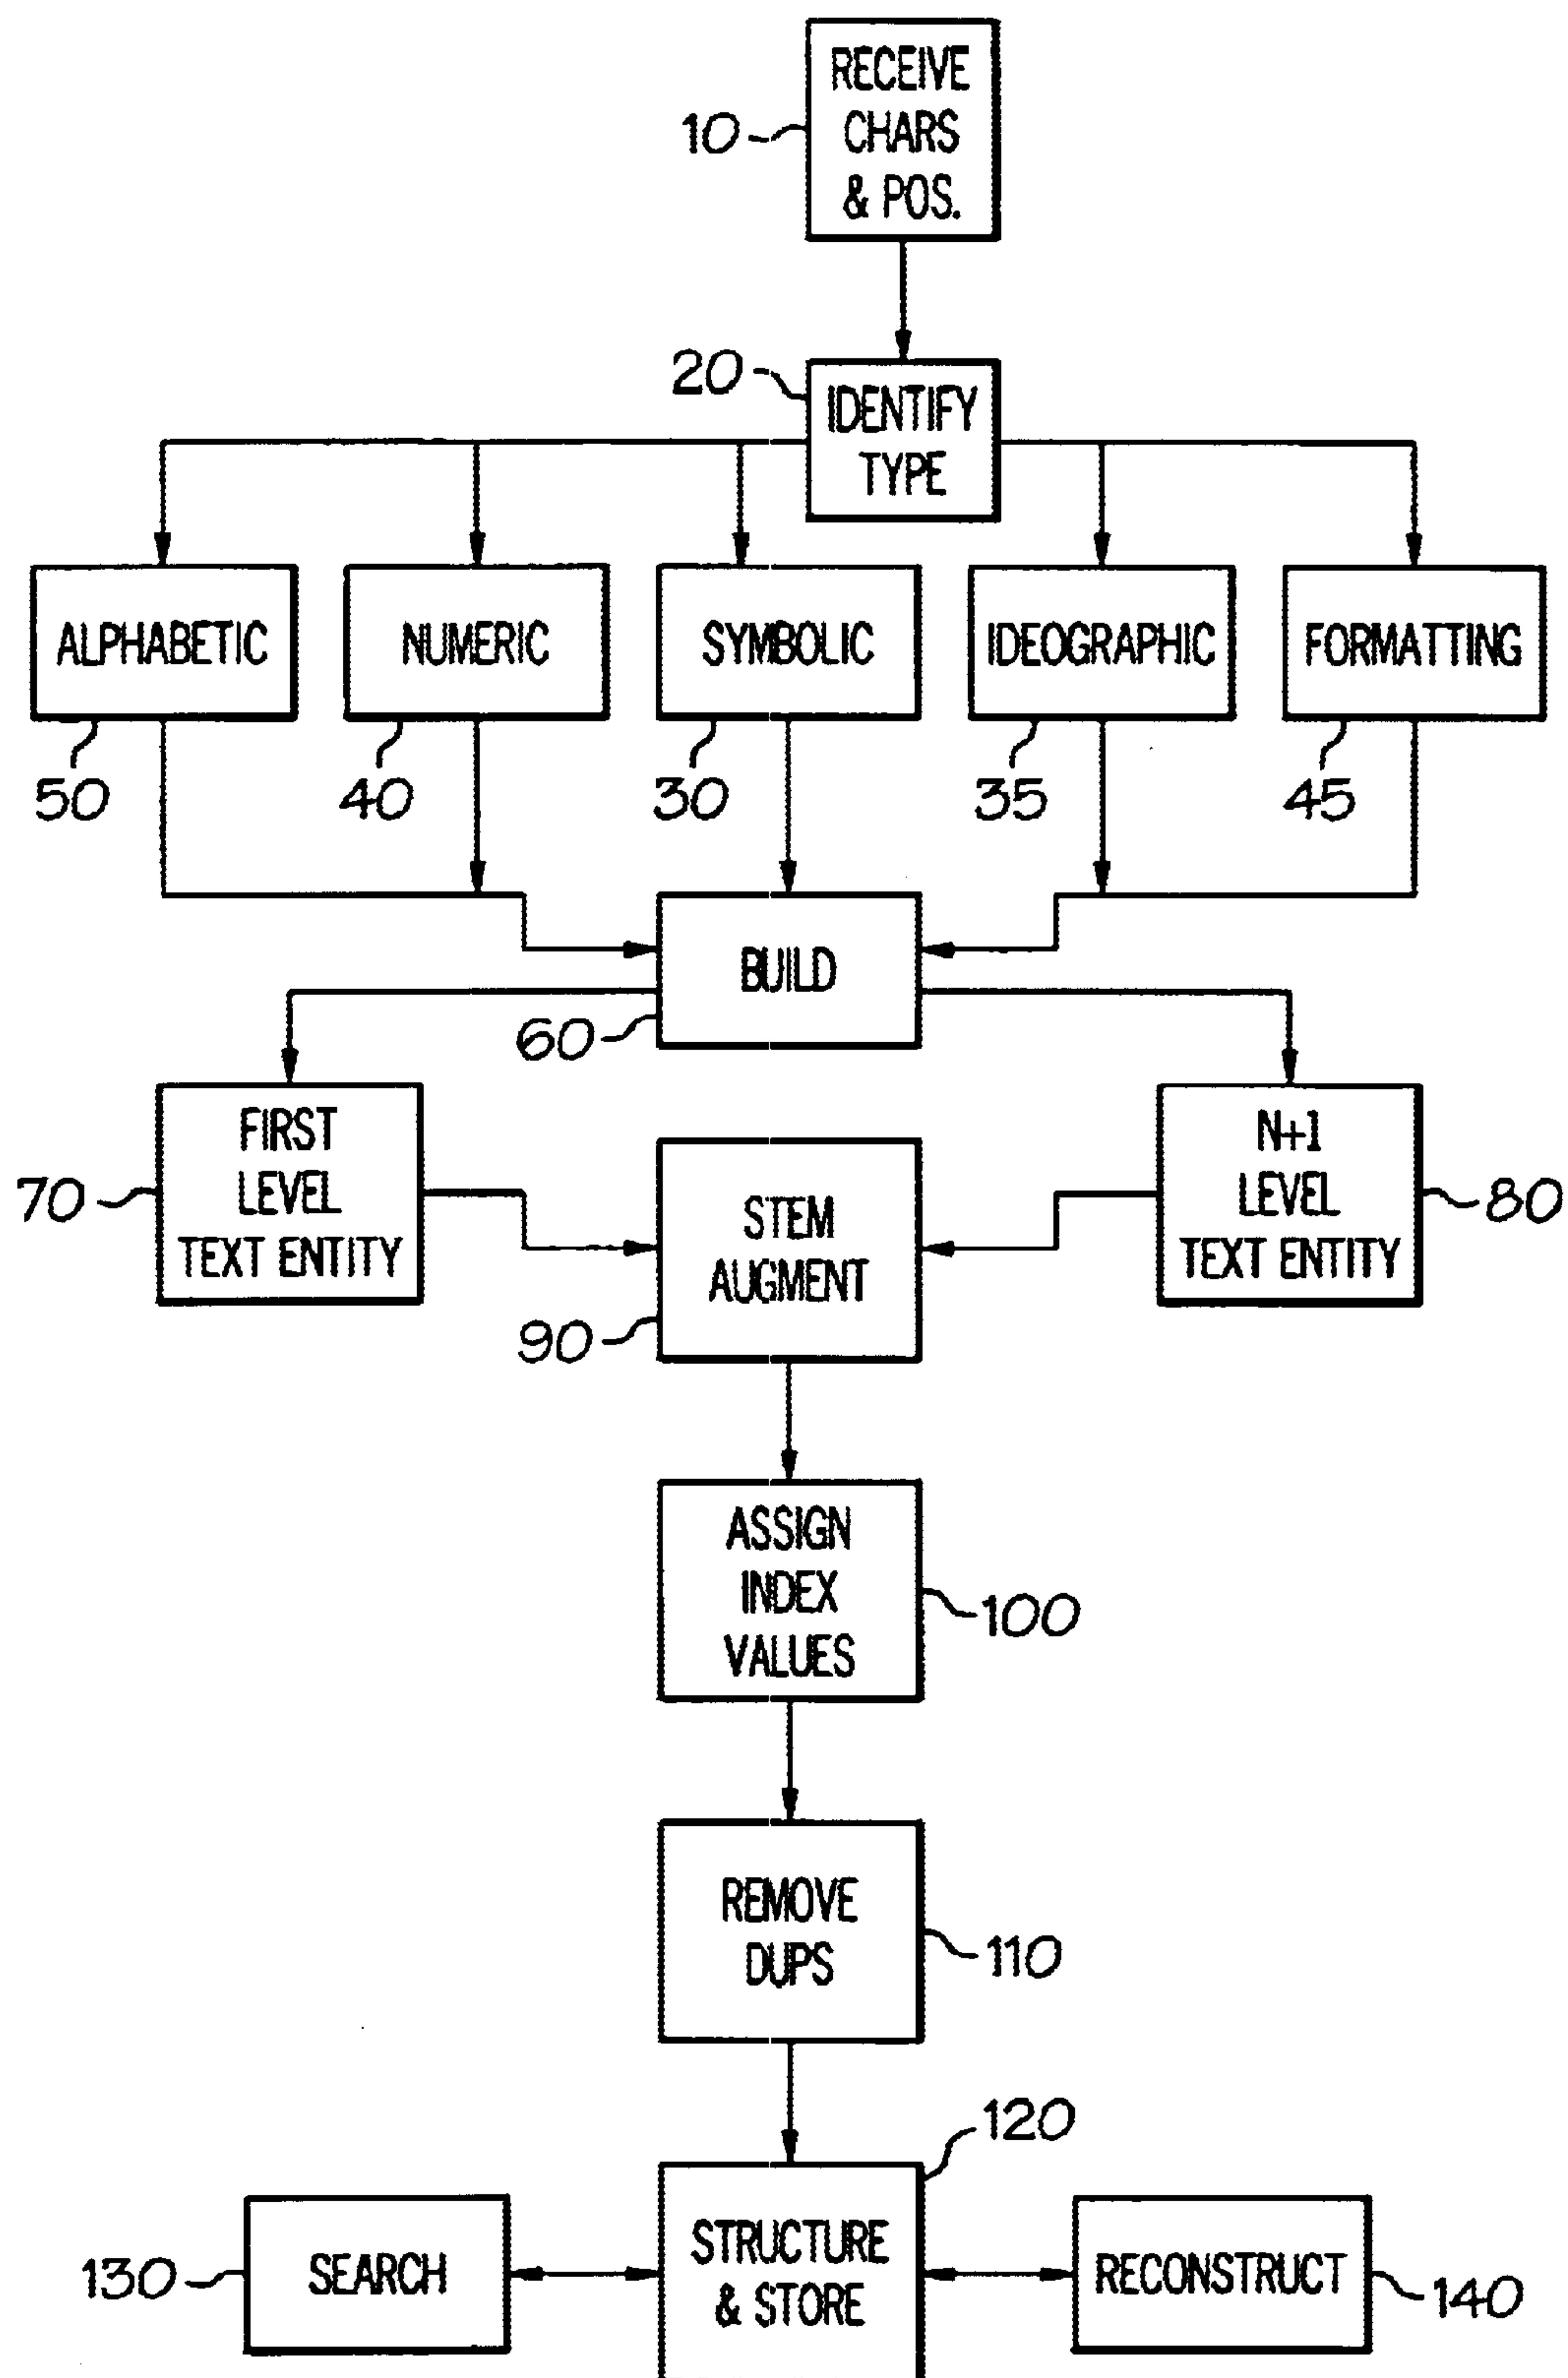 RECEIVE
CHARS
& POS.
10
20
IDENTIFY
TYPE
ALPHABETIC
NUMERIC
SYMBOLIC
IDEOGRAPHIC
FORMATTING
50
40
30
35
45
BUILD
60
FIRST
LEVEL
TEXT ENTITY
70
STEM
AUGMENT
90
N+1
LEVEL
TEXT ENTITY
80
ASSIGN
INDEX
VALUES
100
REMOVE
DUPS
110
120
130
SEARCH
STRUCTURE
& STORE
RECONSTRUCT
140